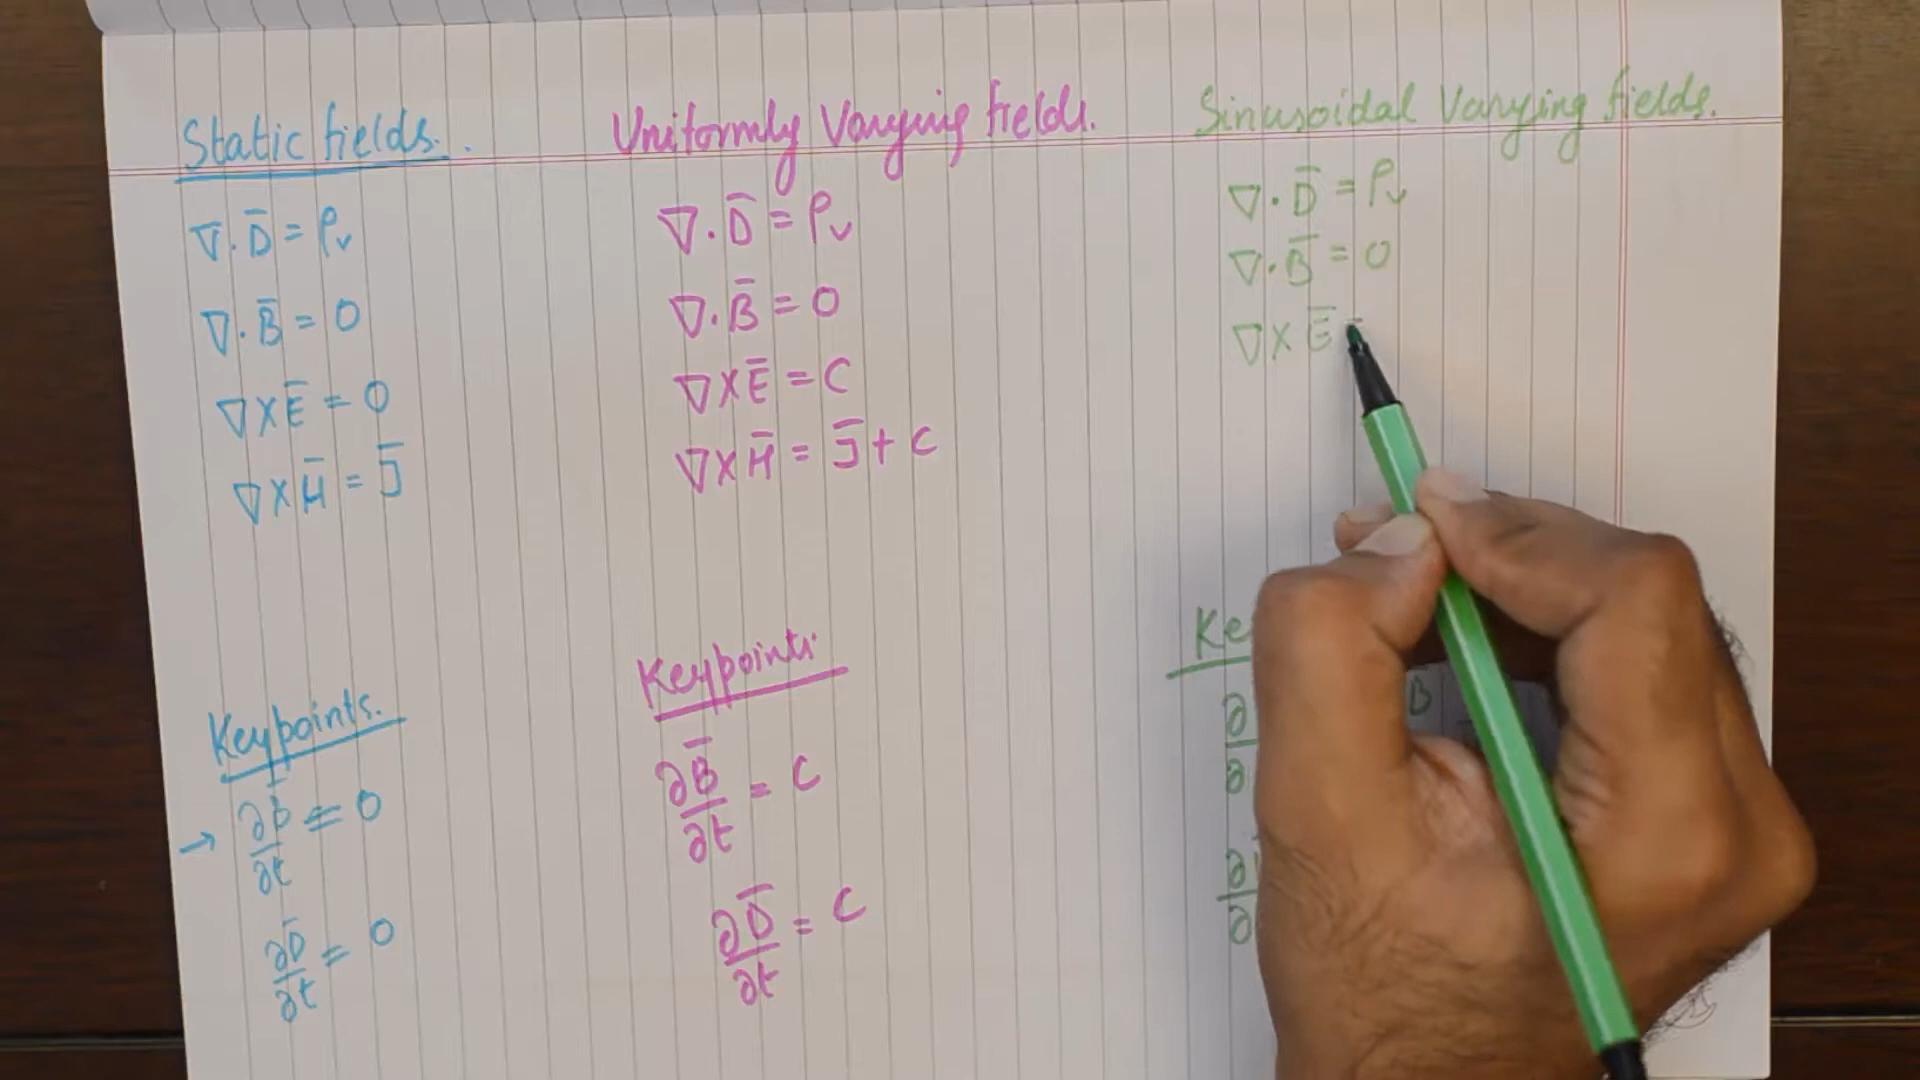 Static fields.
∇.D̅ = ρv
∇.B̅ = 0
∇×E̅ = 0
∇×H̅ = J̅
Keypoints.
→ ∂B̅/∂t = 0
∂D̅/∂t = 0
Uniformly Varying fields.
∇.D̅ = ρv
∇.B̅ = 0
∇×E̅ = C
∇×H̅ = J̅ + C
Keypoints:
∂B̅/∂t = C
∂D̅/∂t = C
Sinusoidal Varying fields.
∇.D̅ = ρv
∇.B̅ = 0
∇×E̅
Ke
B